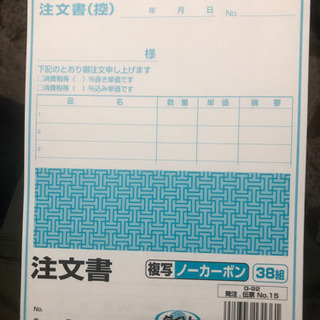 注文書(控)
年 月 日 No.
様
下記のとおり御注文申し上げます
□消費税等( )%抜き単価です
□消費税等( )%込み単価です
品 名 数量 単価 摘要
1
2
3
注文書 複写 ノーカーボン 38組
G-92
発注．伝票 No.15
No.